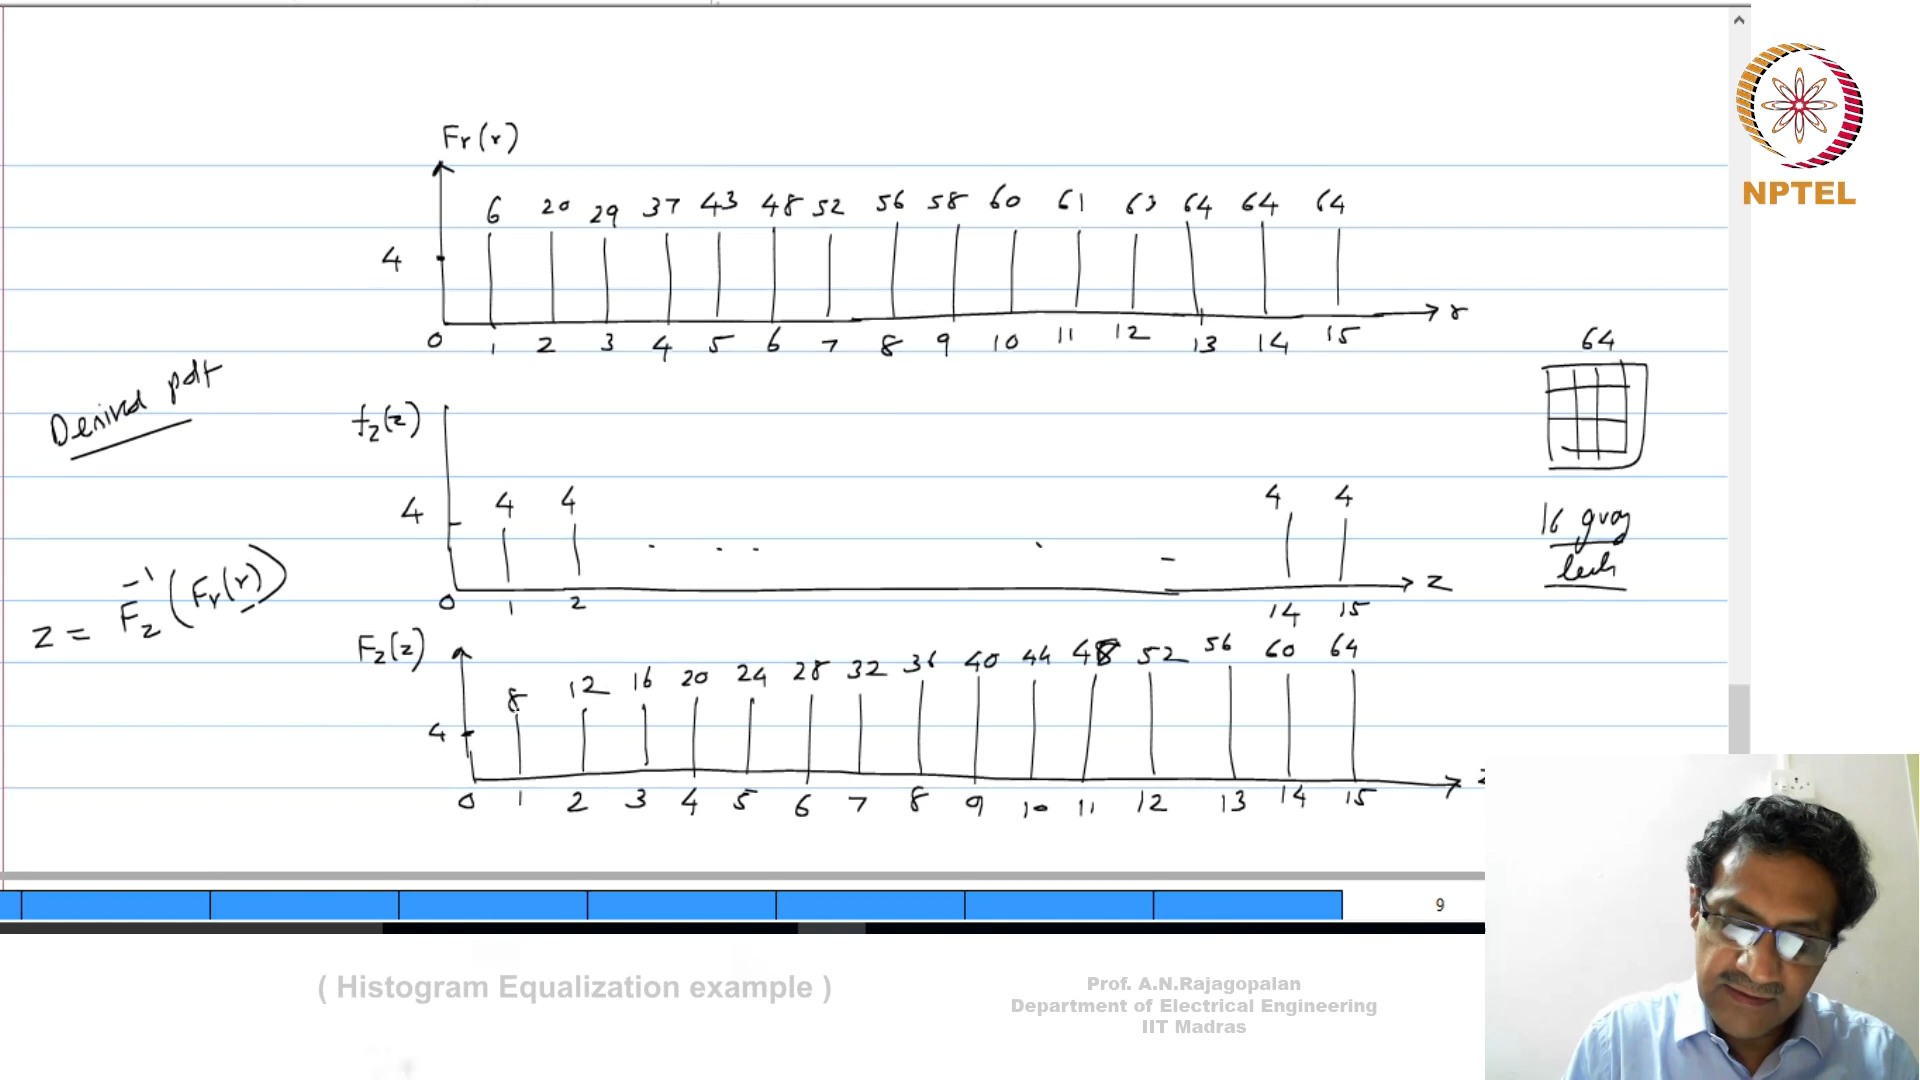 Fr(r)
6 20 29 37 43 48 52 56 58 60 61 63 64 64 64
4
0 1 2 3 4 5 6 7 8 9 10 11 12 13 14 15 r
64
Desired pdf
fz(z)
4 4 4 4 4
0 1 2 14 15 z
16 gray
levels
z = Fz⁻¹(Fr(r))
Fz(z)
8 12 16 20 24 28 32 36 40 44 48 52 56 60 64
4
0 1 2 3 4 5 6 7 8 9 10 11 12 13 14 15
NPTEL
9
( Histogram Equalization example )
Prof. A.N.Rajagopalan
Department of Electrical Engineering
IIT Madras